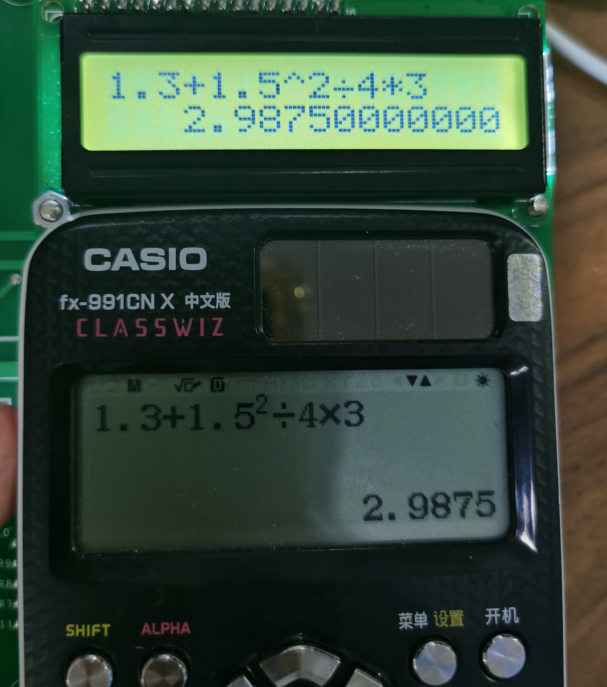 1.3+1.5^2÷4*3
2.98750000000
CASIO
fx-991CN X 中文版
CLASSWIZ
M √▫⁄ D ▼▲
1.3+1.5²÷4×3
2.9875
SHIFT ALPHA 菜单 设置 开机